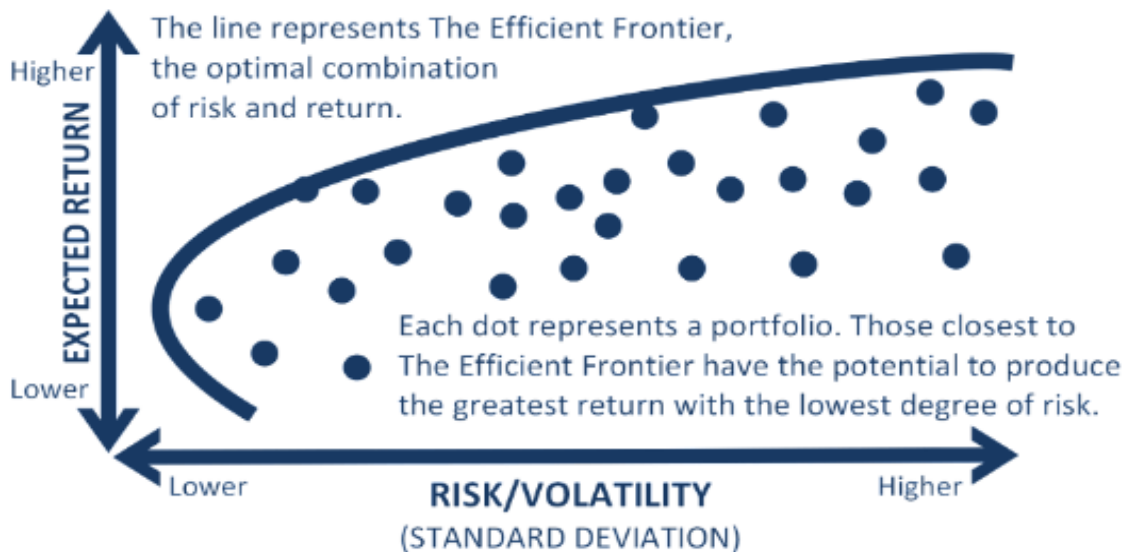 The line represents The Efficient Frontier,
the optimal combination
of risk and return.
Higher
EXPECTED RETURN
Lower
Each dot represents a portfolio. Those closest to
The Efficient Frontier have the potential to produce
the greatest return with the lowest degree of risk.
Lower
RISK/VOLATILITY
Higher
(STANDARD DEVIATION)